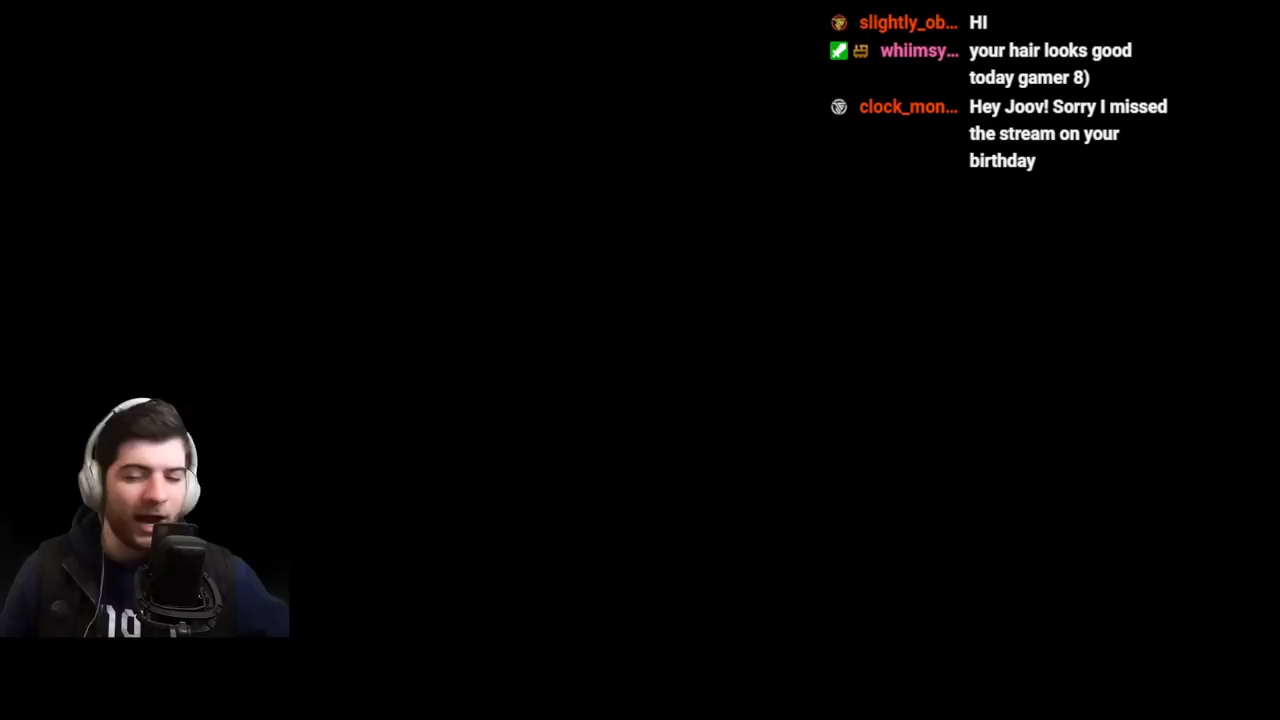 slightly_ob... HI
whiimsy... your hair looks good
today gamer 8)
clock_mon... Hey Joov! Sorry I missed
the stream on your
birthday
19